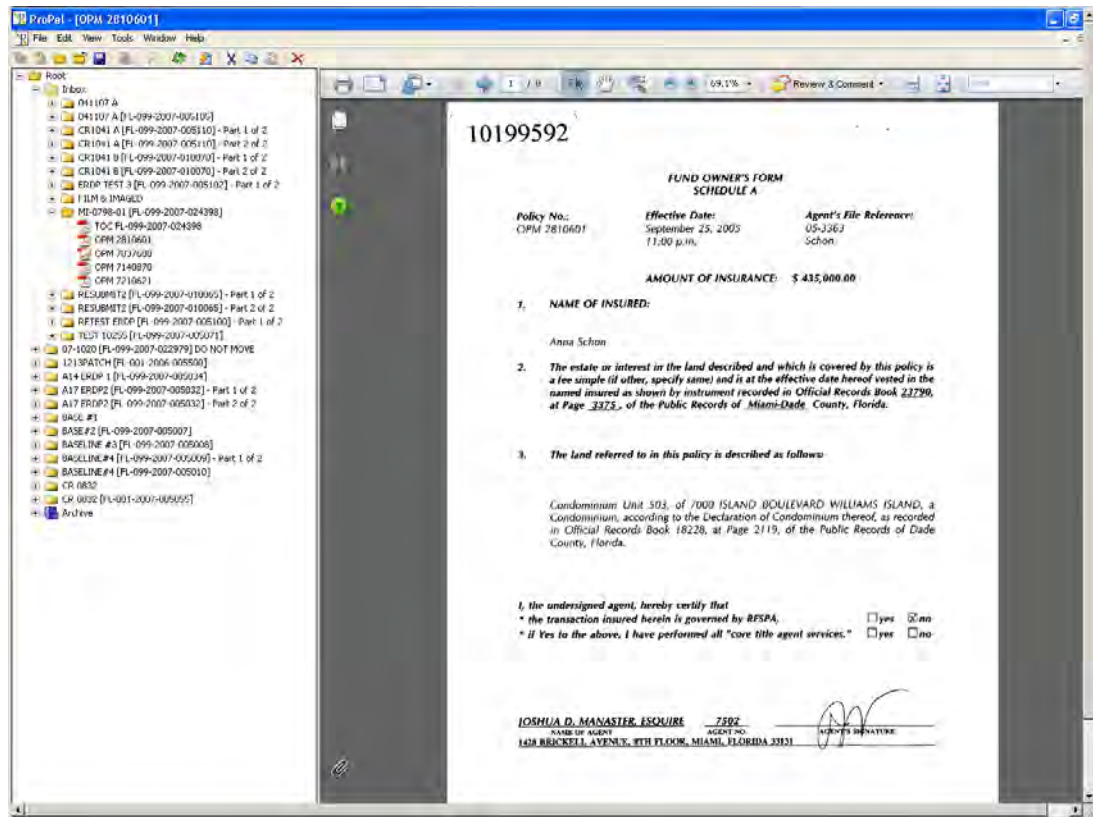 ProPel - [OPM 2810601]
File Edit View Tools Window Help
Root
Inbox
041107 A
041107 A [FL-099-2007-005105]
CR1041 A [FL-099-2007-005110] - Part 1 of 2
CR1041 A [FL-099-2007-005110] - Part 2 of 2
CR1041 B [FL-099-2007-010070] - Part 1 of 2
CR1041 B [FL-099-2007-010070] - Part 2 of 2
ERDP TEST 3 [FL-099-2007-005102] - Part 1 of 2
FILM & IMAGED
MI-0798-01 [FL-099-2007-024398]
TOC FL-099-2007-024398
OPM 2810601
OPM 7037600
OPM 7140870
OPM 7210621
RESUBMIT2 [FL-099-2007-010065] - Part 1 of 2
RESUBMIT2 [FL-099-2007-010065] - Part 2 of 2
RETEST ERDP [FL-099-2007-005100] - Part 1 of 2
TEST 10255 [FL-099-2007-005071]
07-1020 [FL-099-2007-022979] DO NOT MOVE
1213PATCH [FL-001-2006-005500]
A14 ERDP 1 [FL-099-2007-005034]
A17 ERDP2 [FL-099-2007-005032] - Part 1 of 2
A17 ERDP2 [FL-099-2007-005032] - Part 2 of 2
BASE #1
BASE#2 [FL-099-2007-005007]
BASELINE #3 [FL-099-2007-005008]
BASELINE#4 [FL-099-2007-005009] - Part 1 of 2
BASELINE#4 [FL-099-2007-005010]
CR 0832
CR 0832 [FL-001-2007-005055]
Archive
1 / 8
69.1%
Review & Comment
10199592
FUND OWNER'S FORM
SCHEDULE A
Policy No.: Effective Date: Agent's File Reference:
OPM 2810601 September 25, 2005 05-3363
11:00 p.m. Schon
AMOUNT OF INSURANCE: $ 435,000.00
1. NAME OF INSURED:
Anna Schon
2. The estate or interest in the land described and which is covered by this policy is
a fee simple (if other, specify same) and is at the effective date hereof vested in the
named insured as shown by instrument recorded in Official Records Book 23790,
at Page 3375, of the Public Records of Miami-Dade County, Florida.
3. The land referred to in this policy is described as follows:
Condominium Unit 503, of 7000 ISLAND BOULEVARD WILLIAMS ISLAND, a
Condominium, according to the Declaration of Condominium thereof, as recorded
in Official Records Book 18228, at Page 2119, of the Public Records of Dade
County, Florida.
I, the undersigned agent, hereby certify that
* the transaction insured herein is governed by RESPA, yes no
* if Yes to the above, I have performed all "core title agent services." yes no
JOSHUA D. MANASTER, ESQUIRE 7502
NAME OF AGENT AGENT NO. AGENT'S SIGNATURE
1428 BRICKELL AVENUE, 8TH FLOOR, MIAMI, FLORIDA 33131